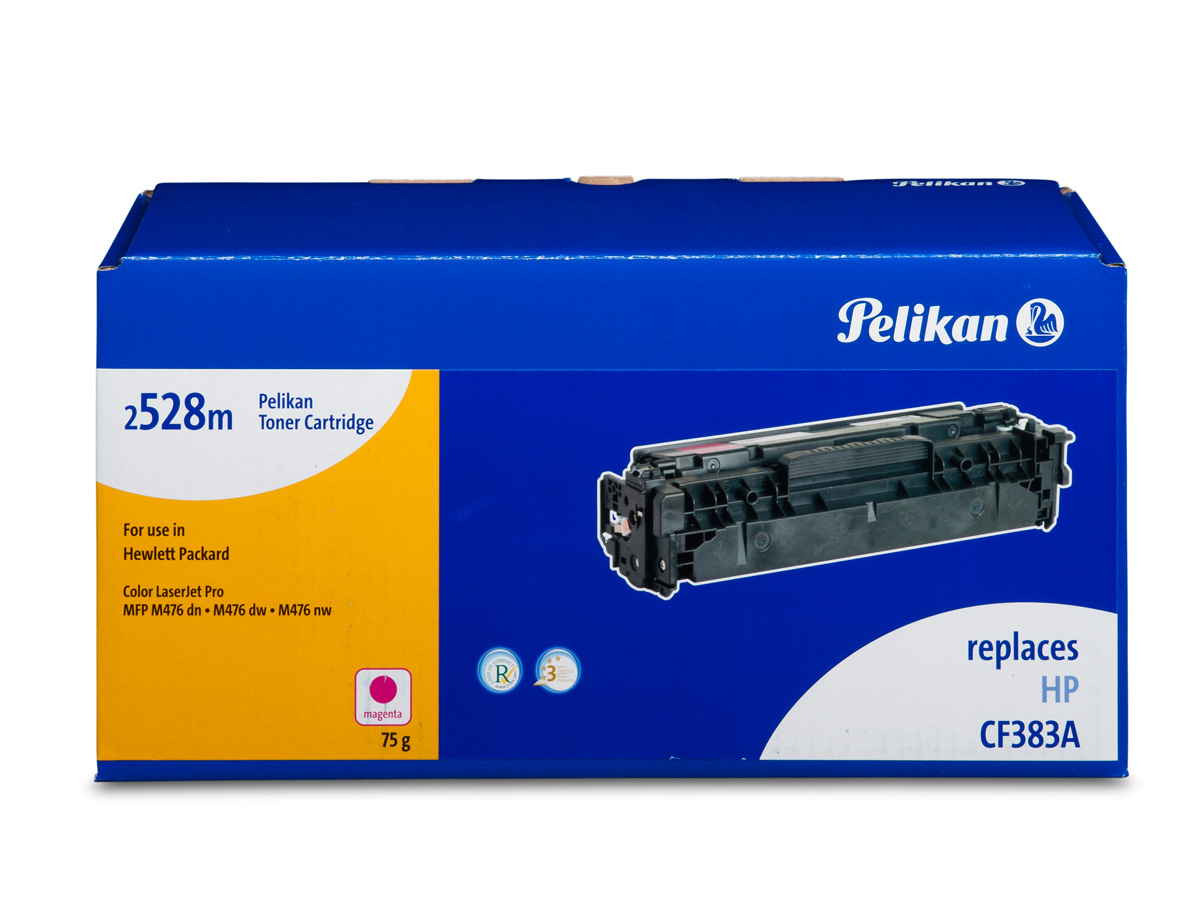 Pelikan
Pelikan
2528m
Pelikan
Toner Cartridge
For use in
Hewlett Packard
Color LaserJet Pro
MFP M476 dn • M476 dw • M476 nw
magenta
75 g
R
3
replaces
HP
CF383A